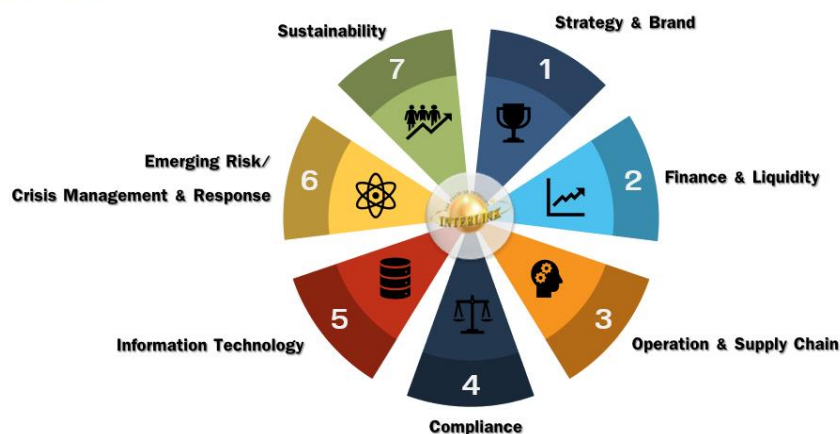 Strategy & Brand
1
Finance & Liquidity
2
Operation & Supply Chain
3
Compliance
4
Information Technology
5
Emerging Risk/
Crisis Management & Response
6
Sustainability
7
INTERLINK